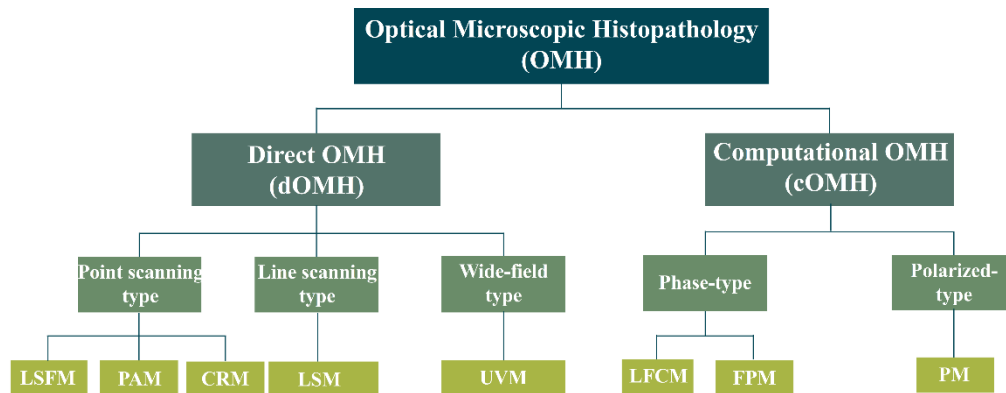 Optical Microscopic Histopathology
(OMH)
Direct OMH
(dOMH)
Computational OMH
(cOMH)
Point scanning
type
Line scanning
type
Wide-field
type
Phase-type
Polarized-
type
LSFM
PAM
CRM
LSM
UVM
LFCM
FPM
PM